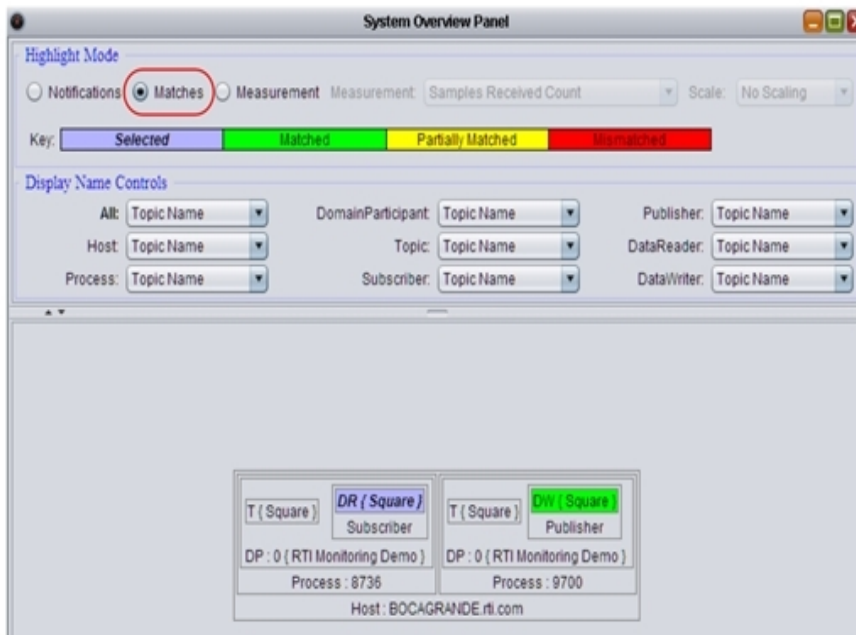 System Overview Panel
Highlight Mode
Notifications Matches Measurement Measurement: Samples Received Count Scale: No Scaling
Key: Selected Matched Partially Matched Mismatched
Display Name Controls
All: Topic Name DomainParticipant: Topic Name Publisher: Topic Name
Host: Topic Name Topic: Topic Name DataReader: Topic Name
Process: Topic Name Subscriber: Topic Name DataWriter: Topic Name
T { Square } DR { Square } T { Square } DW { Square }
Subscriber Publisher
DP : 0 { RTI Monitoring Demo } DP : 0 { RTI Monitoring Demo }
Process : 8736 Process : 9700
Host : BOCAGRANDE.rti.com